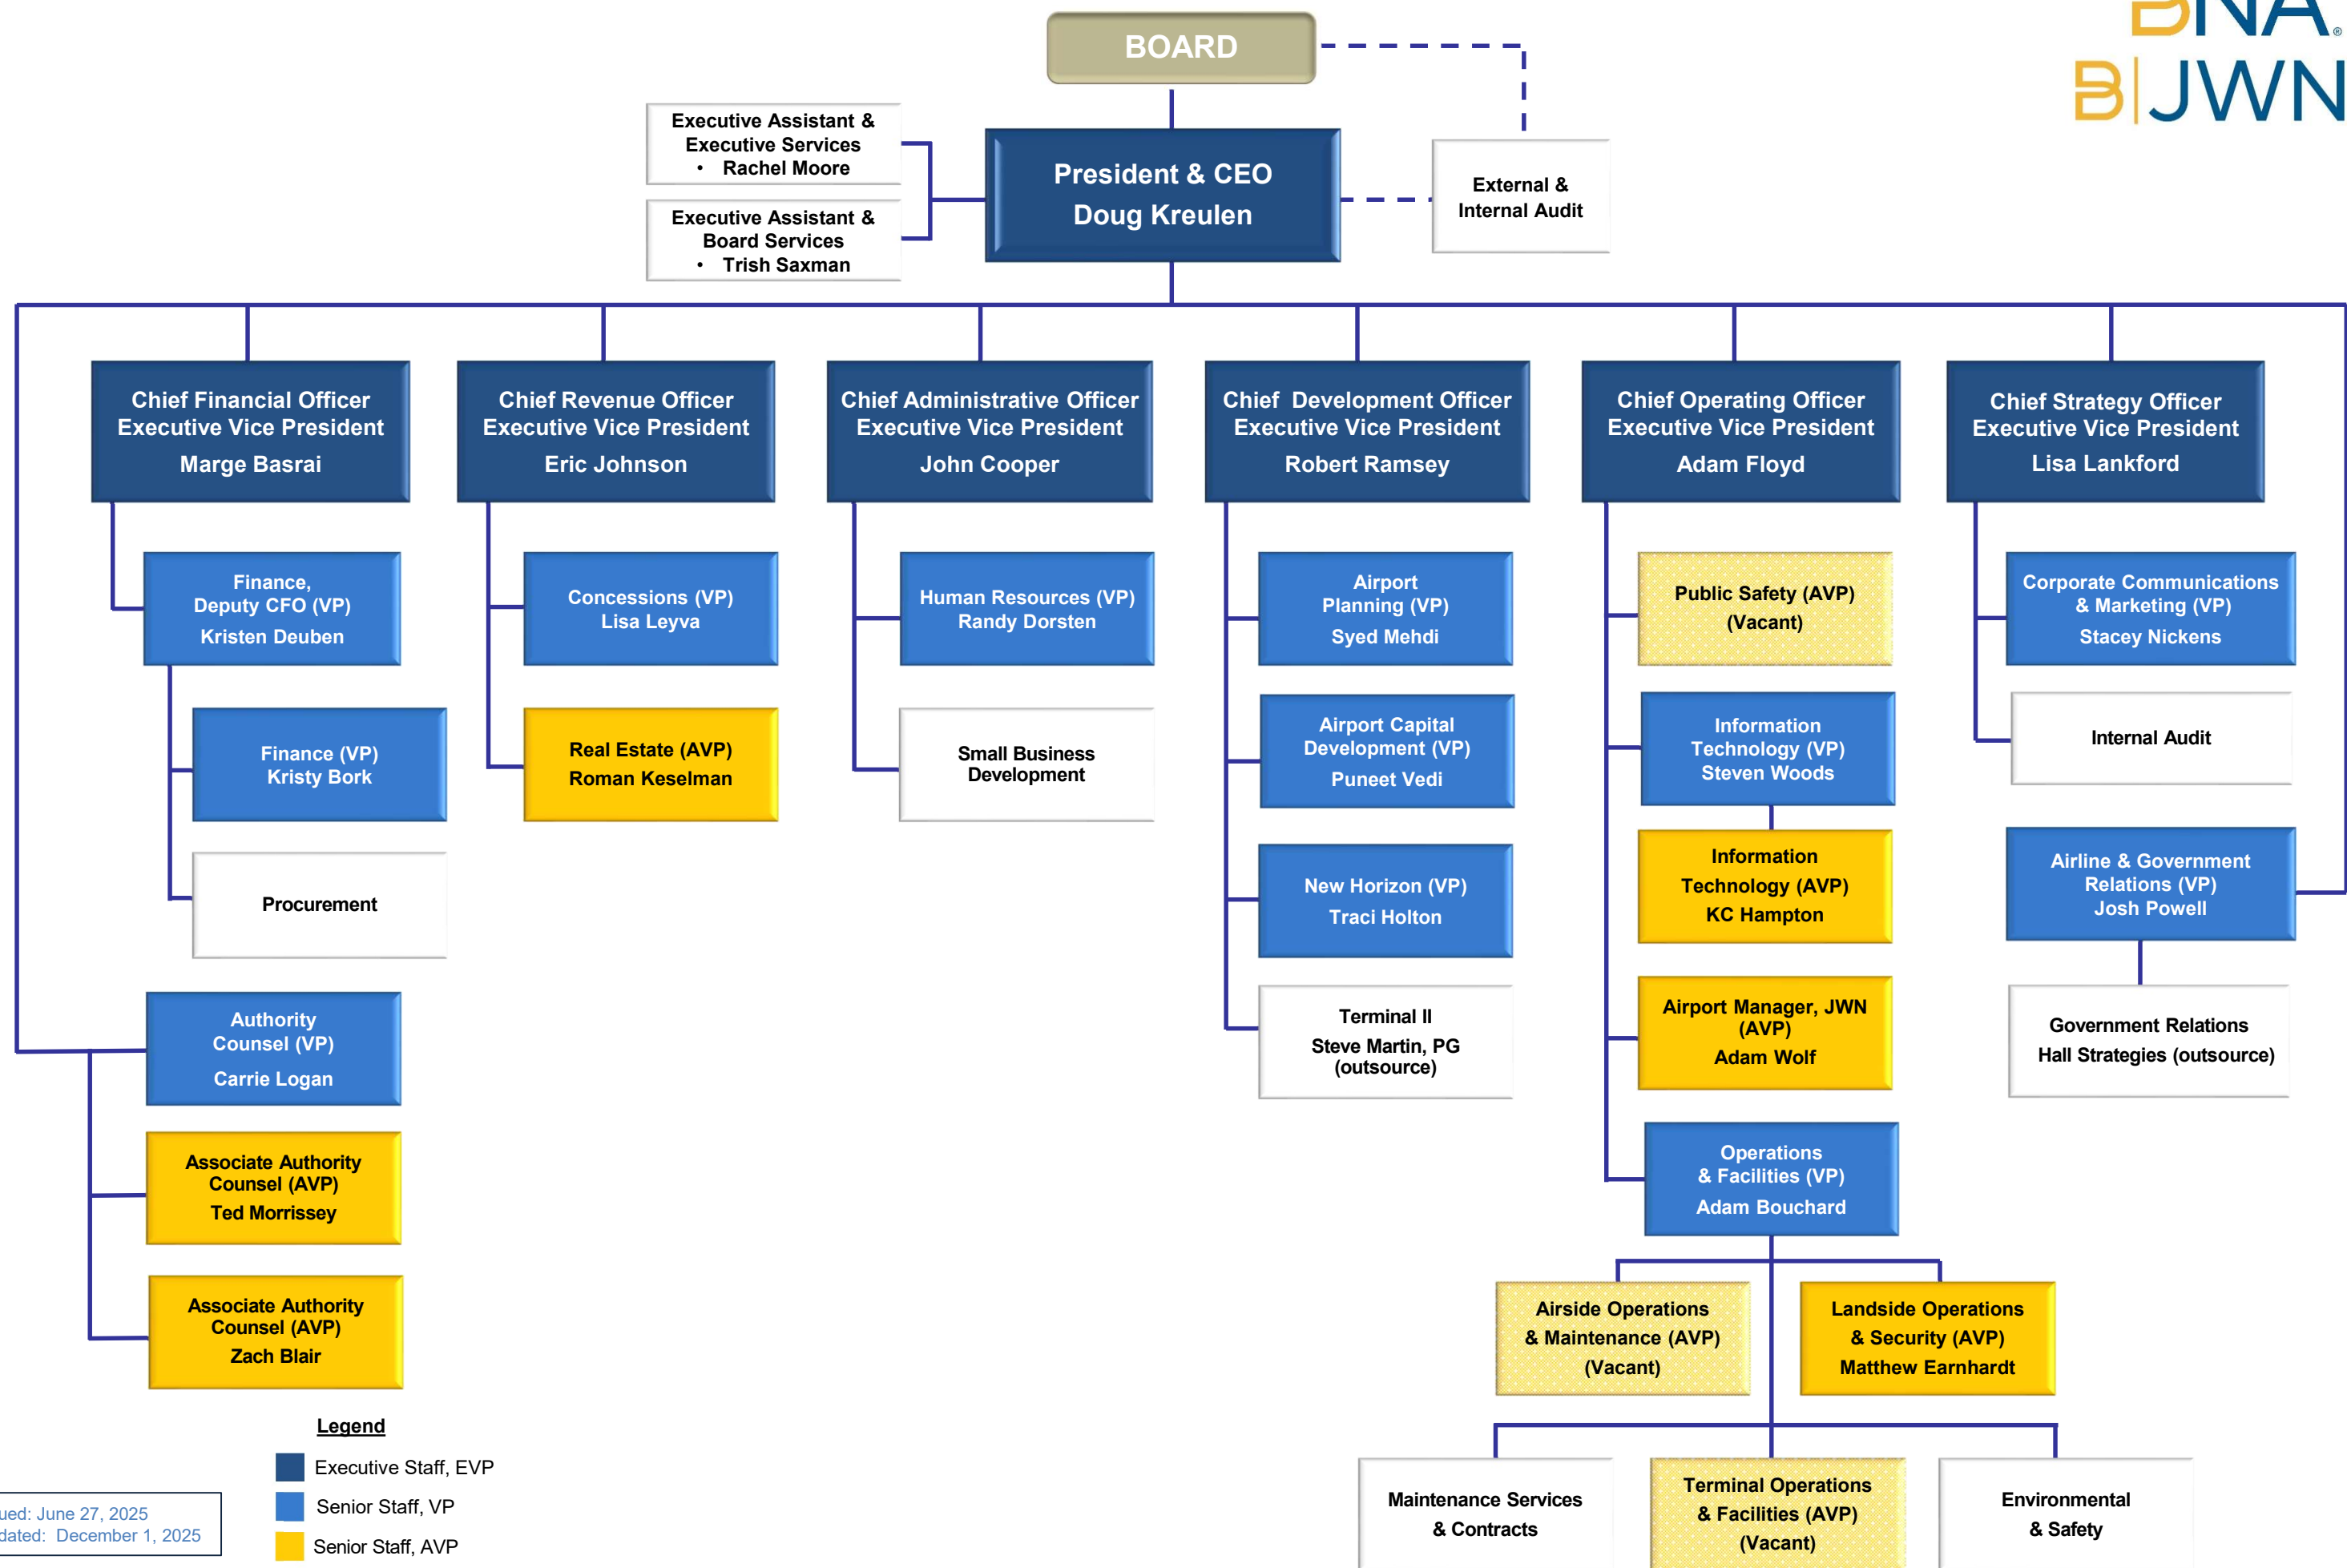 BNA®
B|JWN
BOARD
Executive Assistant &
Executive Services
• Rachel Moore
Executive Assistant &
Board Services
• Trish Saxman
President & CEO
Doug Kreulen
External &
Internal Audit
Chief Financial Officer
Executive Vice President
Marge Basrai
Chief Revenue Officer
Executive Vice President
Eric Johnson
Chief Administrative Officer
Executive Vice President
John Cooper
Chief Development Officer
Executive Vice President
Robert Ramsey
Chief Operating Officer
Executive Vice President
Adam Floyd
Chief Strategy Officer
Executive Vice President
Lisa Lankford
Finance,
Deputy CFO (VP)
Kristen Deuben
Finance (VP)
Kristy Bork
Procurement
Authority
Counsel (VP)
Carrie Logan
Associate Authority
Counsel (AVP)
Ted Morrissey
Associate Authority
Counsel (AVP)
Zach Blair
Concessions (VP)
Lisa Leyva
Real Estate (AVP)
Roman Keselman
Human Resources (VP)
Randy Dorsten
Small Business
Development
Airport
Planning (VP)
Syed Mehdi
Airport Capital
Development (VP)
Puneet Vedi
New Horizon (VP)
Traci Holton
Terminal II
Steve Martin, PG
(outsource)
Public Safety (AVP)
(Vacant)
Information
Technology (VP)
Steven Woods
Information
Technology (AVP)
KC Hampton
Airport Manager, JWN
(AVP)
Adam Wolf
Operations
& Facilities (VP)
Adam Bouchard
Airside Operations
& Maintenance (AVP)
(Vacant)
Landside Operations
& Security (AVP)
Matthew Earnhardt
Maintenance Services
& Contracts
Terminal Operations
& Facilities (AVP)
(Vacant)
Environmental
& Safety
Corporate Communications
& Marketing (VP)
Stacey Nickens
Internal Audit
Airline & Government
Relations (VP)
Josh Powell
Government Relations
Hall Strategies (outsource)
Legend
Executive Staff, EVP
Senior Staff, VP
Senior Staff, AVP
ued: June 27, 2025
dated: December 1, 2025